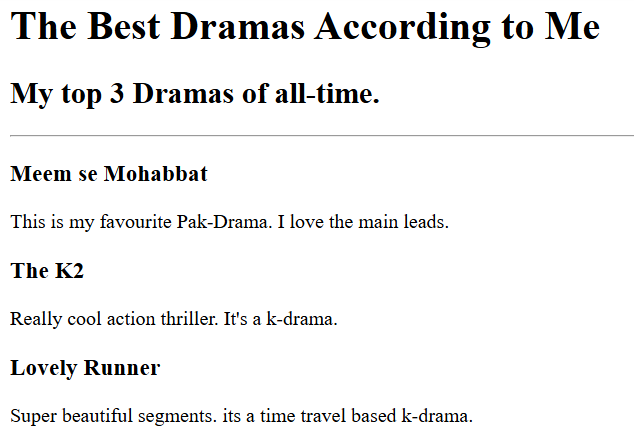 The Best Dramas According to Me
My top 3 Dramas of all-time.
Meem se Mohabbat
This is my favourite Pak-Drama. I love the main leads.
The K2
Really cool action thriller. It's a k-drama.
Lovely Runner
Super beautiful segments. its a time travel based k-drama.